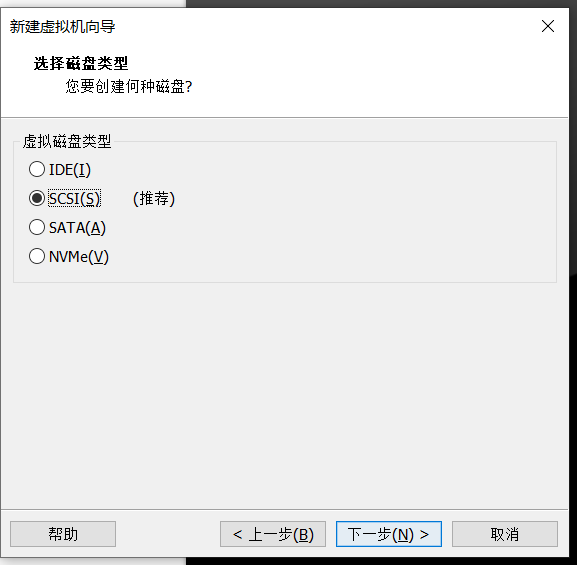 新建虚拟机向导
选择磁盘类型
您要创建何种磁盘?
虚拟磁盘类型
IDE(I)
SCSI(S) (推荐)
SATA(A)
NVMe(V)
帮助 < 上一步(B) 下一步(N) > 取消